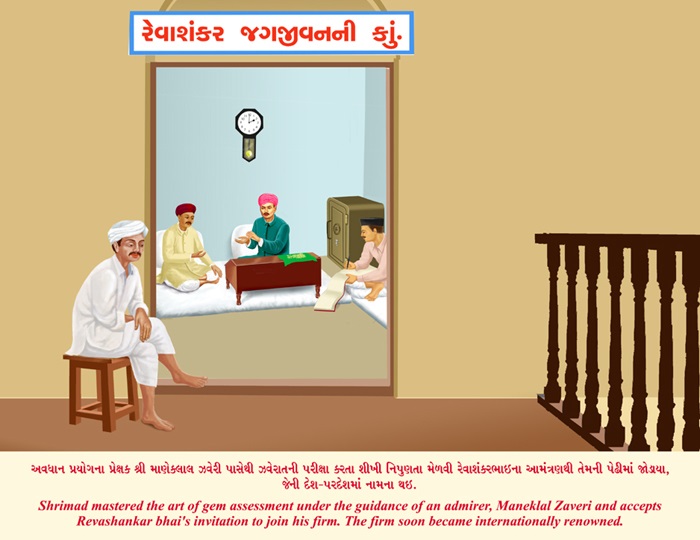 રેવાશંકર જગજીવનની કાું.
અવધાન પ્રયોગના પ્રેક્ષક શ્રી માણેકલાલ ઝવેરી પાસેથી ઝવેરાતની પરીક્ષા કરતા શીખી નિપુણતા મેળવી રેવાશંકરભાઇના આમંત્રણથી તેમની પેઢીમાં જોડાયા,
જેની દેશ-પરદેશમાં નામના થઇ.
Shrimad mastered the art of gem assessment under the guidance of an admirer, Maneklal Zaveri and accepts
Revashankar bhai's invitation to join his firm. The firm soon became internationally renowned.